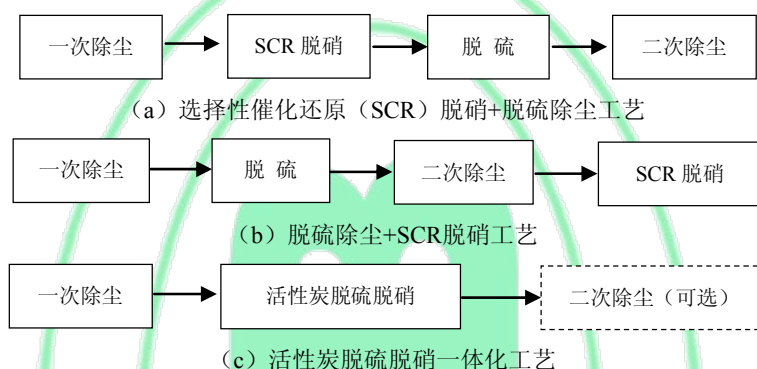 一次除尘 SCR 脱硝 脱 硫 二次除尘
（a）选择性催化还原（SCR）脱硝+脱硫除尘工艺
一次除尘 脱 硫 二次除尘 SCR 脱硝
（b）脱硫除尘+SCR脱硝工艺
一次除尘 活性炭脱硫脱硝 二次除尘（可选）
（c）活性炭脱硫脱硝一体化工艺